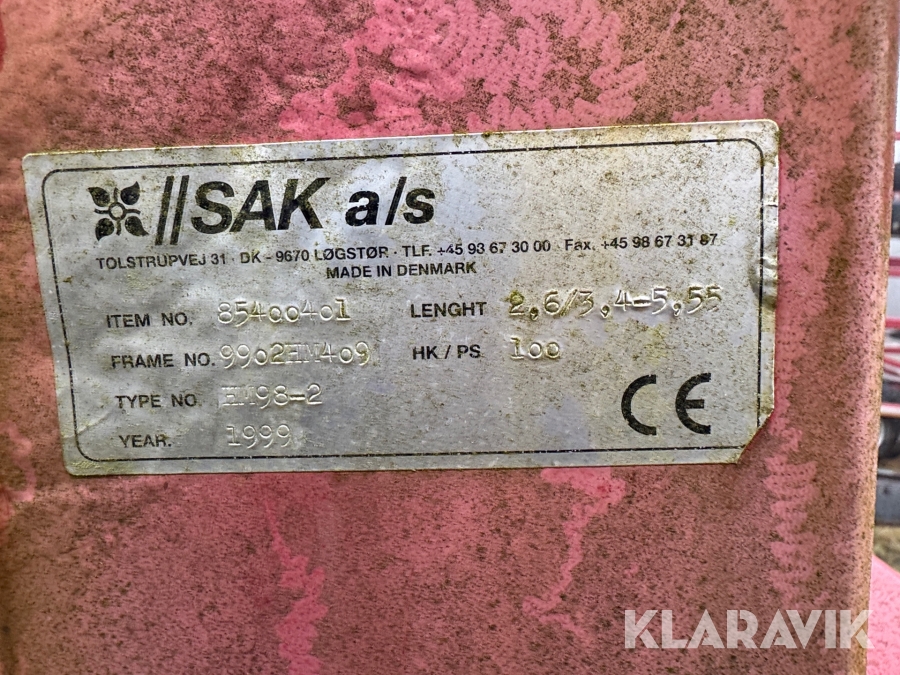 //SAK a/s
TOLSTRUPVEJ 31 · DK - 9670 LØGSTØR · TLF. +45 98 67 30 00 · Fax. +45 98 67 31 87
MADE IN DENMARK
ITEM NO. 85400401 LENGHT 2,6/3,4-5,55
FRAME NO. 9902HM409 HK/PS 100
TYPE NO. HM98-2
YEAR. 1999
CE
KLARAVIK